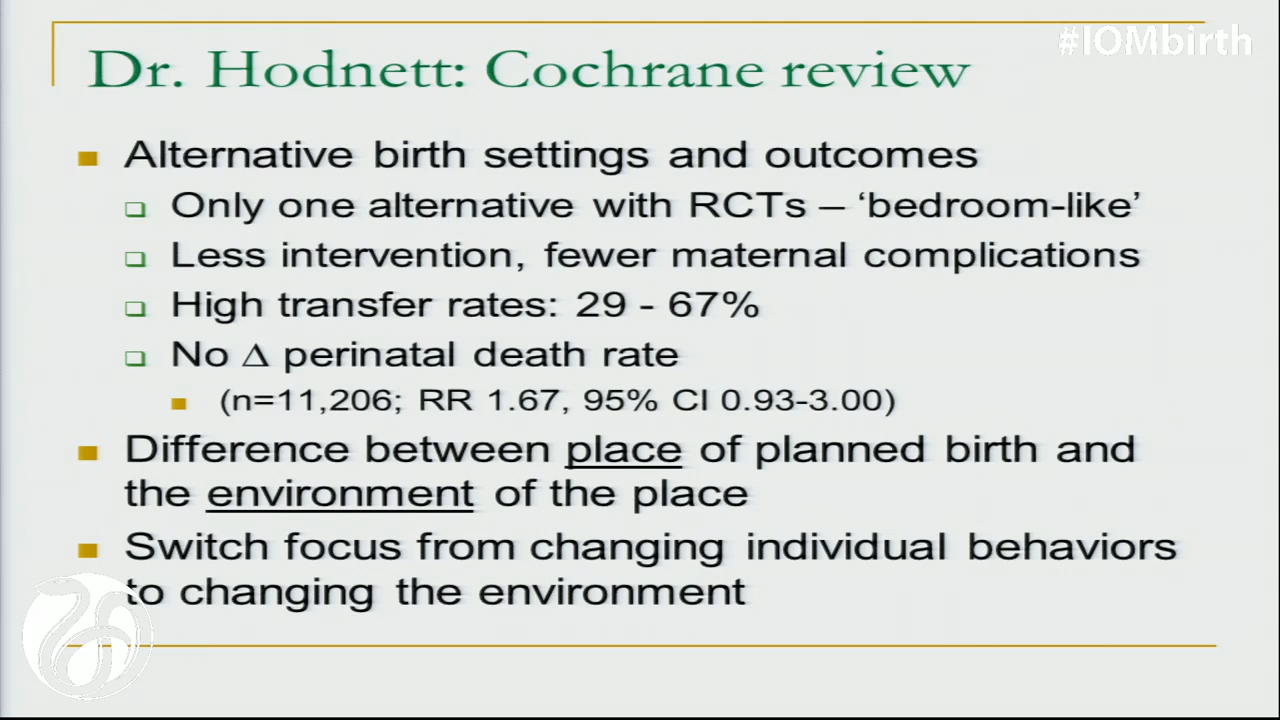 #IOMbirth
Dr. Hodnett: Cochrane review
Alternative birth settings and outcomes
Only one alternative with RCTs – ‘bedroom-like’
Less intervention, fewer maternal complications
High transfer rates: 29 - 67%
No Δ perinatal death rate
(n=11,206; RR 1.67, 95% CI 0.93-3.00)
Difference between place of planned birth and
the environment of the place
Switch focus from changing individual behaviors
to changing the environment